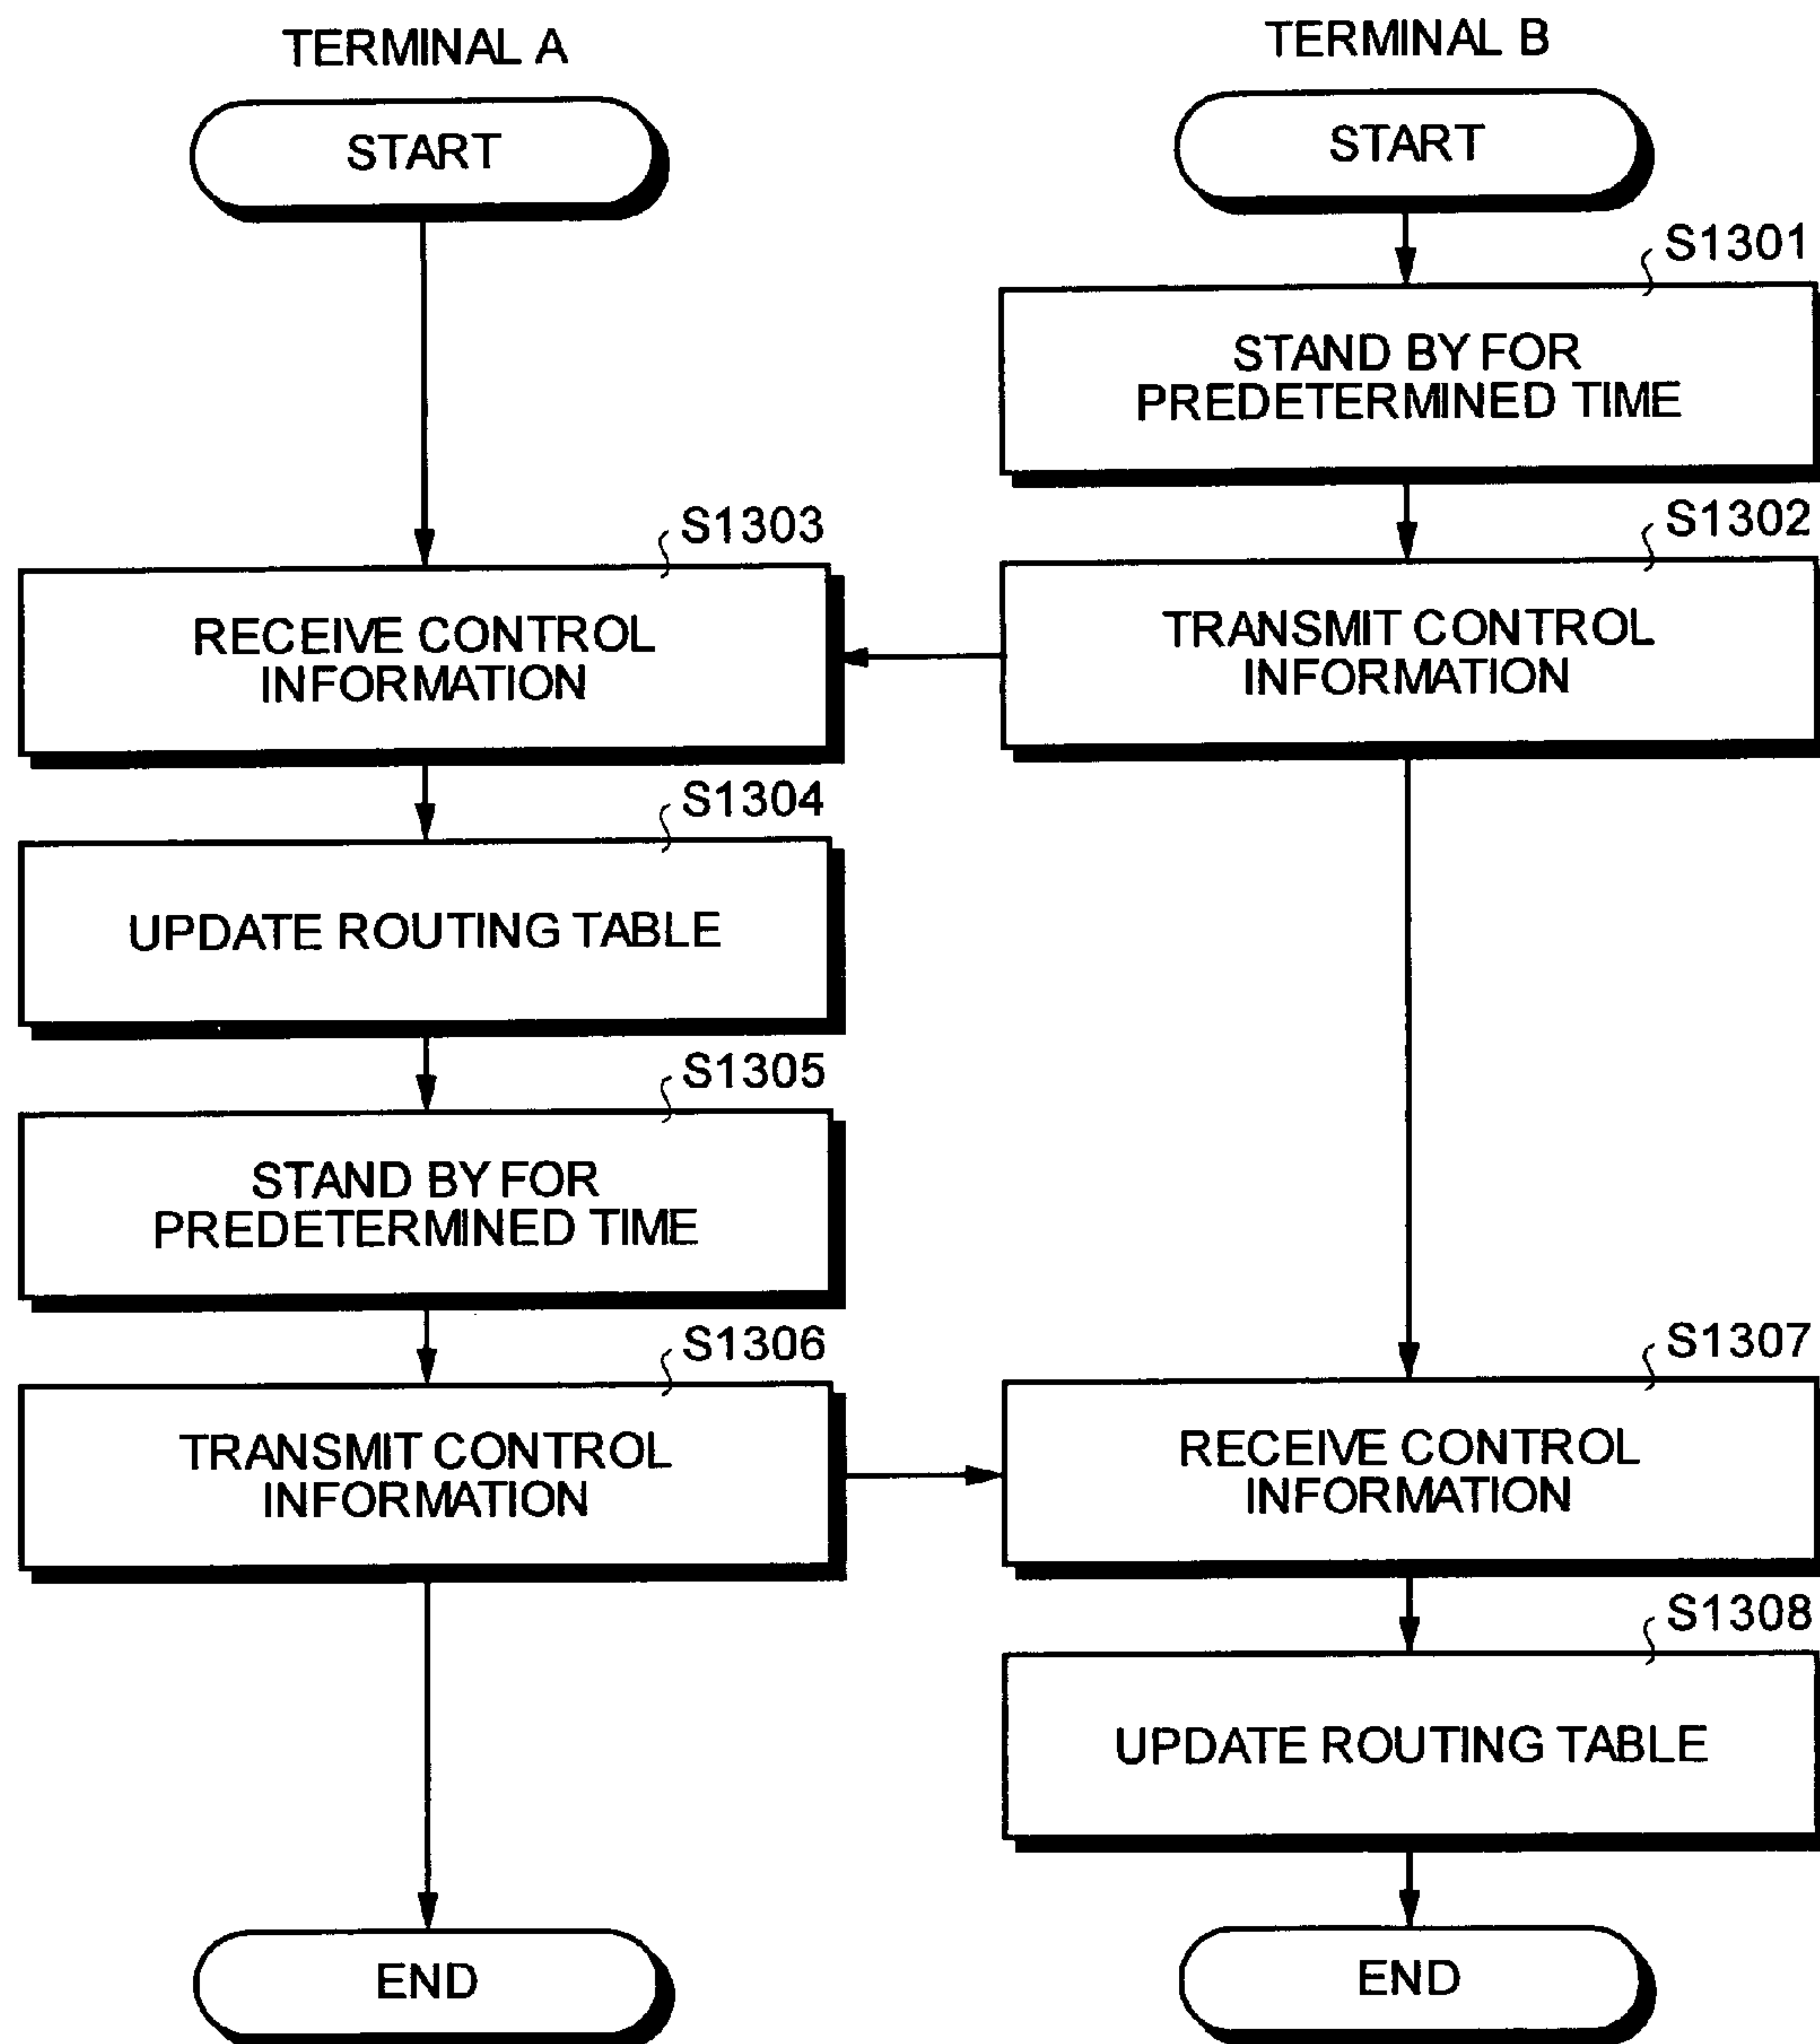 TERMINAL A
TERMINAL B
START
START
S1301
STAND BY FOR
PREDETERMINED TIME
S1303
S1302
RECEIVE CONTROL
INFORMATION
TRANSMIT CONTROL
INFORMATION
S1304
UPDATE ROUTING TABLE
S1305
STAND BY FOR
PREDETERMINED TIME
S1306
S1307
TRANSMIT CONTROL
INFORMATION
RECEIVE CONTROL
INFORMATION
S1308
UPDATE ROUTING TABLE
END
END